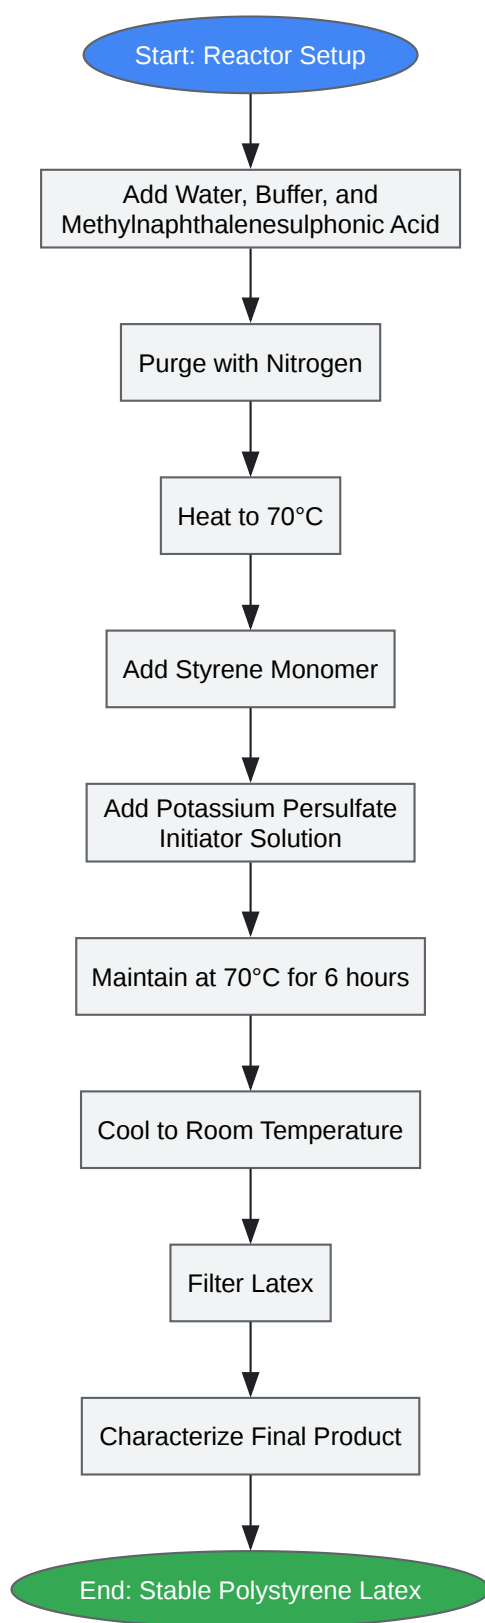 Start: Reactor Setup
Add Water, Buffer, and
Methylnaphthalenesulphonic Acid
Purge with Nitrogen
Heat to 70°C
Add Styrene Monomer
Add Potassium Persulfate
Initiator Solution
Maintain at 70°C for 6 hours
Cool to Room Temperature
Filter Latex
Characterize Final Product
End: Stable Polystyrene Latex